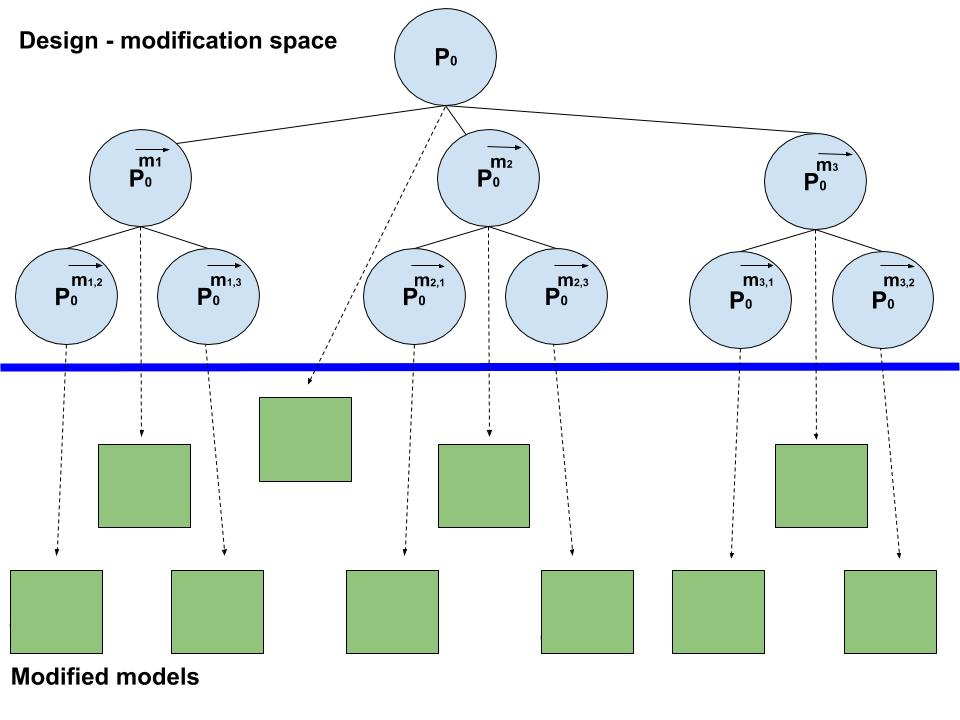 Design - modification space
P0
m1
P0
m2
P0
m3
P0
m1,2
P0
m1,3
P0
m2,1
P0
m2,3
P0
m3,1
P0
m3,2
P0
Modified models